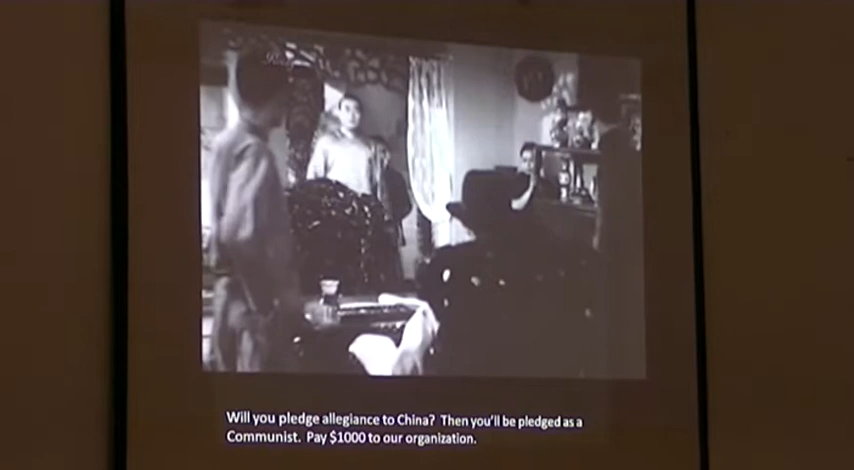 Will you pledge allegiance to China? Then you'll be pledged as a
Communist. Pay $1000 to our organization.